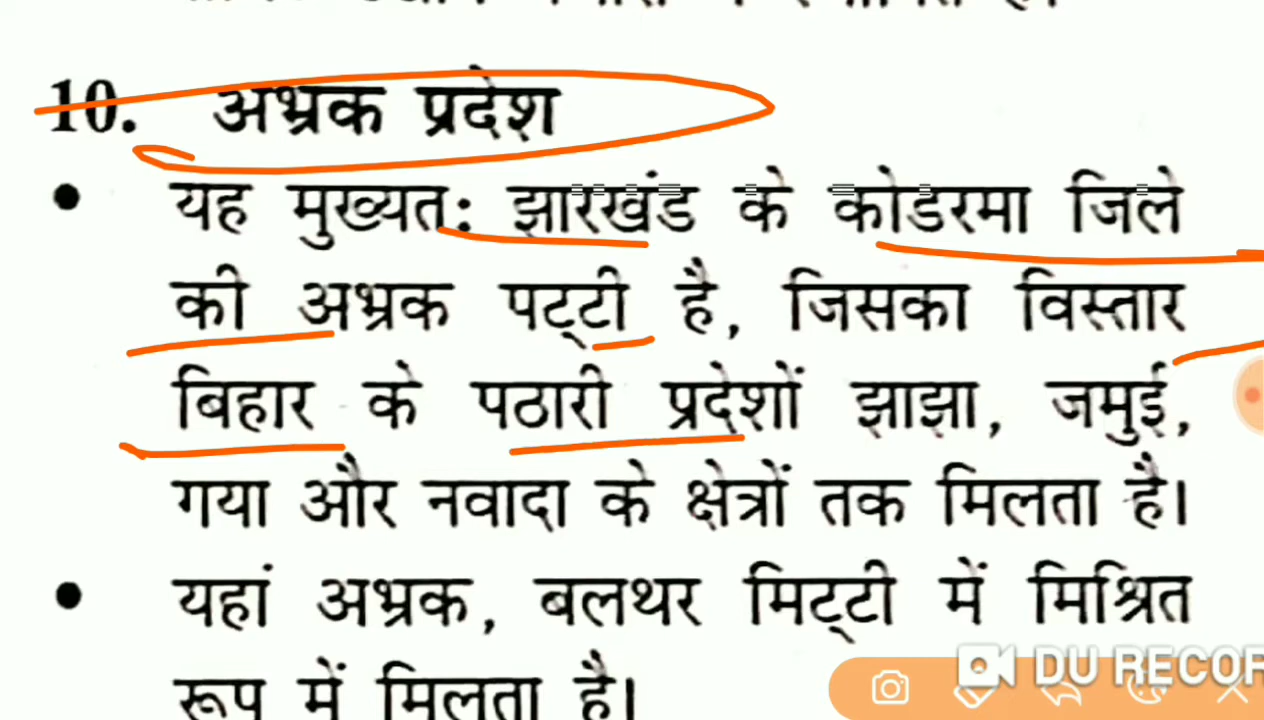 10. अभ्रक प्रदेश
• यह मुख्यत: झारखंड के कोडरमा जिले
की अभ्रक पट्टी है, जिसका विस्तार
बिहार के पठारी प्रदेशों झाझा, जमुई,
गया और नवादा के क्षेत्रों तक मिलता है।
• यहां अभ्रक, बलथर मिट्टी में मिश्रित
रूप में मिलता है।
DU RECOR